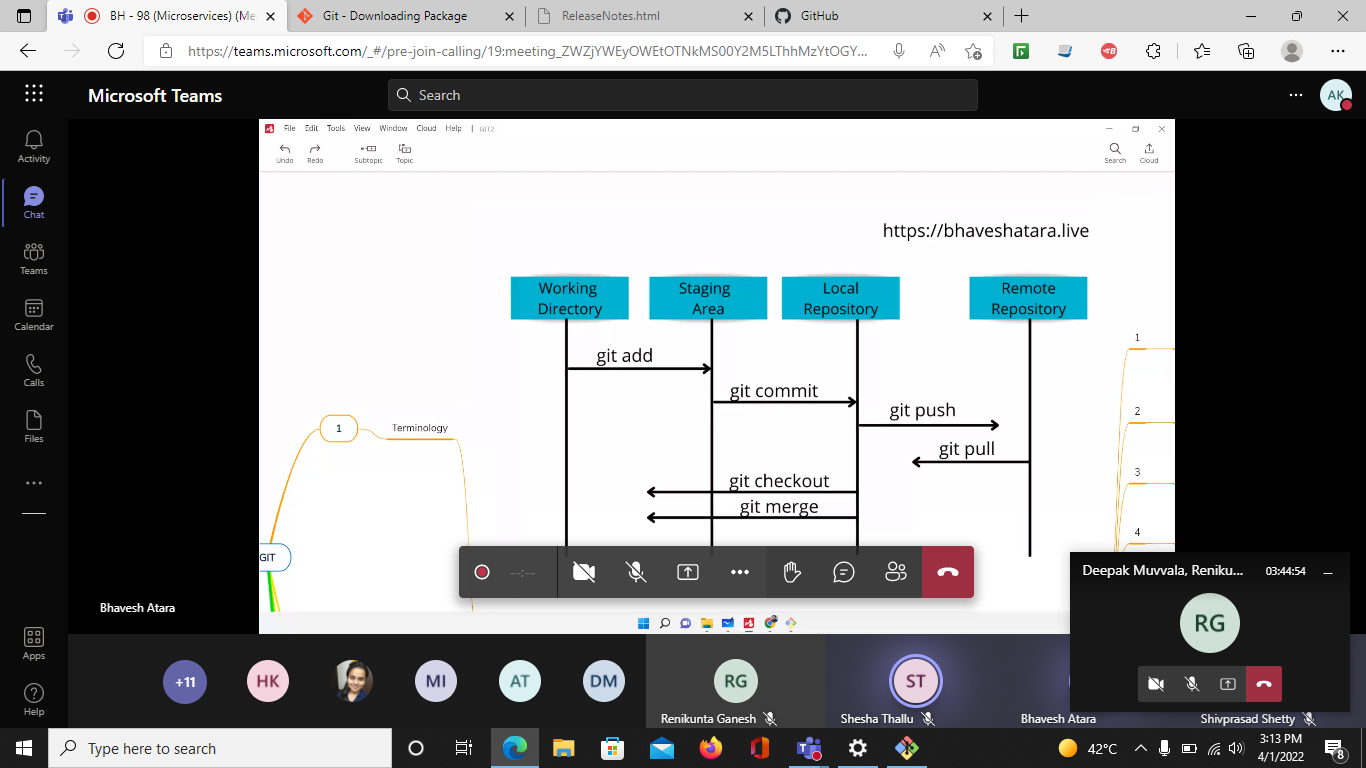 BH - 98 (Microservices) (Me
Git - Downloading Package
ReleaseNotes.html
GitHub
https://teams.microsoft.com/_#/pre-join-calling/19:meeting_ZWZjYWEyOWEtOTNkMS00Y2M5LThhMzYtOGY...
Microsoft Teams
Search
AK
Activity
Chat
Teams
Calendar
Calls
Files
Apps
Help
File Edit Tools View Window Cloud Help | GIT2
Undo Redo Subtopic Topic Search Cloud
https://bhaveshatara.live
Working Directory
Staging Area
Local Repository
Remote Repository
git add
git commit
git push
git pull
git checkout
git merge
1 Terminology
GIT
1
2
3
4
--:--
Bhavesh Atara
Deepak Muvvala, Reniku... 03:44:54
RG
+11
HK
MI
AT
DM
RG
Renikunta Ganesh
ST
Shesha Thallu
Bhavesh Atara
Shivprasad Shetty
Type here to search
42°C
3:13 PM
4/1/2022
8